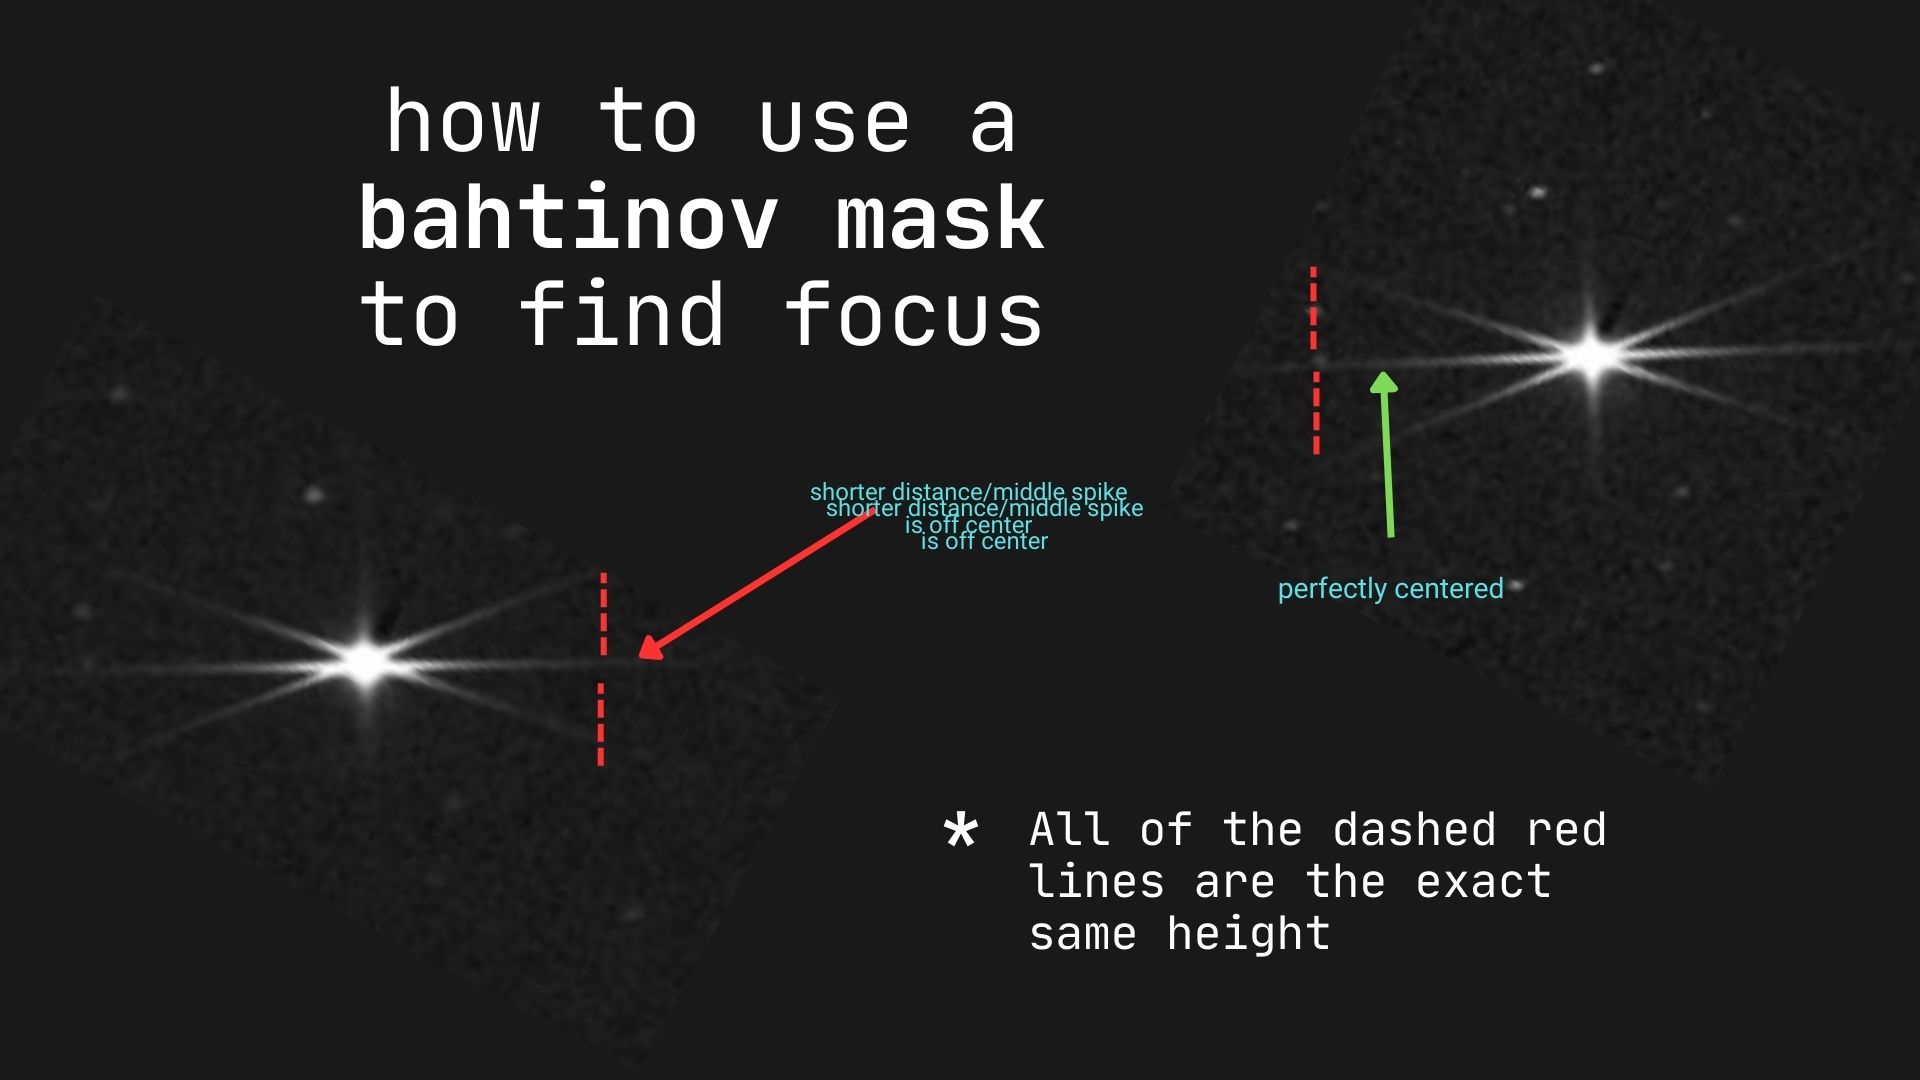 how to use a
bahtinov mask
to find focus
shorter distance/middle spike
shorter distance/middle spike
is off center
is off center
perfectly centered
* All of the dashed red
lines are the exact
same height